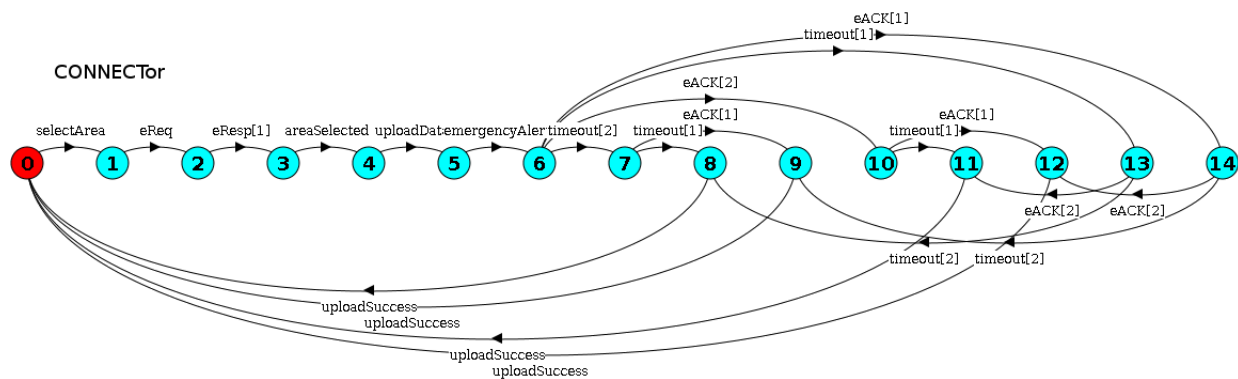 eACK[1]
timeout[1]
CONNECTor
eACK[2]
selectArea eReq eResp[1] areaSelected uploadDat emergencyAler timeout[2] timeout[1] eACK[1] timeout[1] eACK[1]
0 1 2 3 4 5 6 7 8 9 10 11 12 13 14
eACK[2] eACK[2]
timeout[2] timeout[2]
uploadSuccess
uploadSuccess
uploadSuccess
uploadSuccess